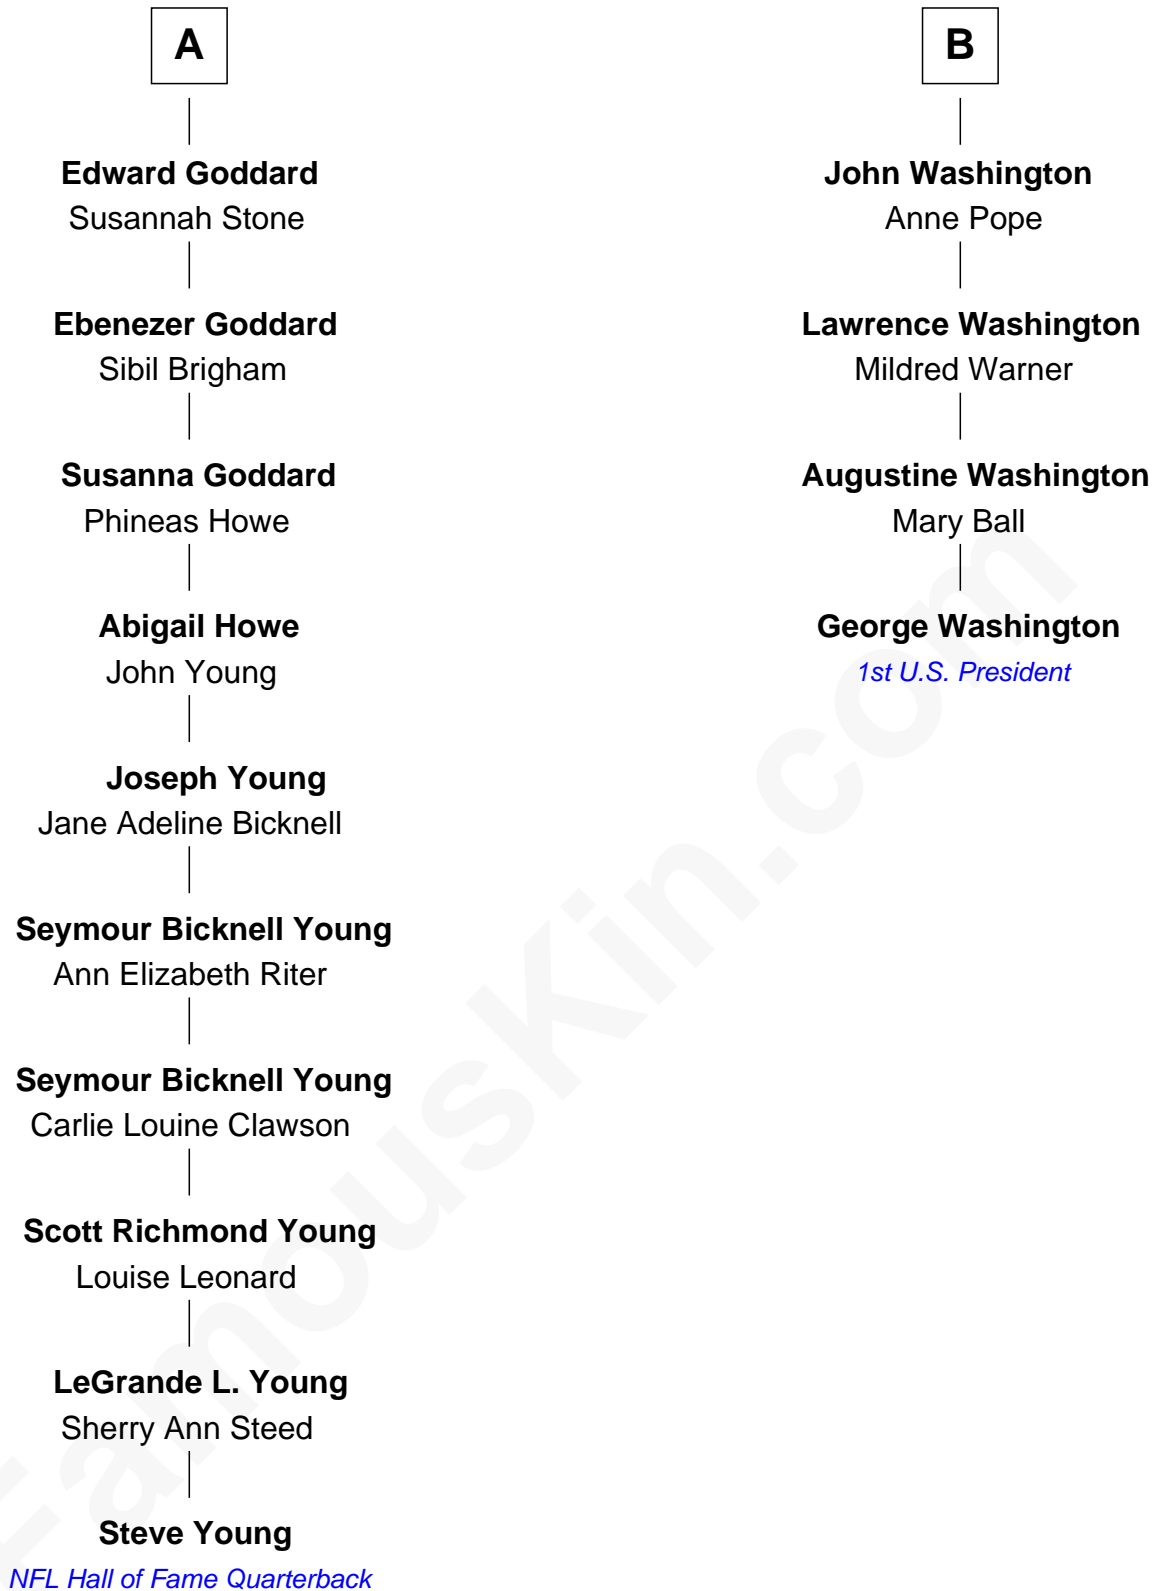 A
Edward Goddard
Susannah Stone
Ebenezer Goddard
Sibil Brigham
Susanna Goddard
Phineas Howe
Abigail Howe
John Young
Joseph Young
Jane Adeline Bicknell
Seymour Bicknell Young
Ann Elizabeth Riter
Seymour Bicknell Young
Carlie Louine Clawson
Scott Richmond Young
Louise Leonard
LeGrande L. Young
Sherry Ann Steed
Steve Young
NFL Hall of Fame Quarterback
B
John Washington
Anne Pope
Lawrence Washington
Mildred Warner
Augustine Washington
Mary Ball
George Washington
1st U.S. President
FamousKin.com